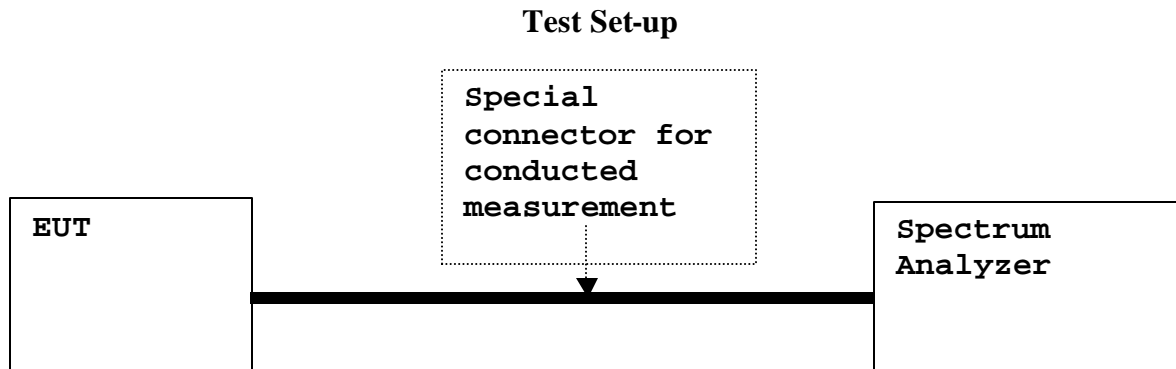 Test Set-up
Special
connector for
conducted
measurement
EUT
Spectrum
Analyzer